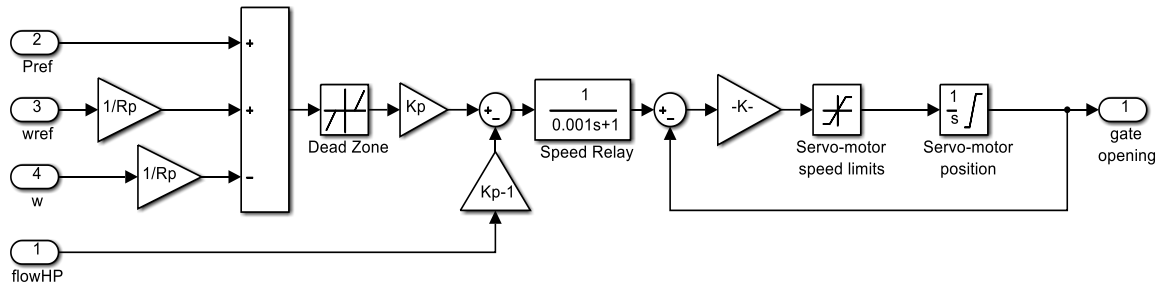 2
Pref
+
3
wref
1/Rp
+
4
w
1/Rp
−
Dead Zone
Kp
+
−
Kp-1
1
flowHP
1
0.001s+1
Speed Relay
+
−
-K-
Servo-motor
speed limits
1
s
Servo-motor
position
1
gate
opening